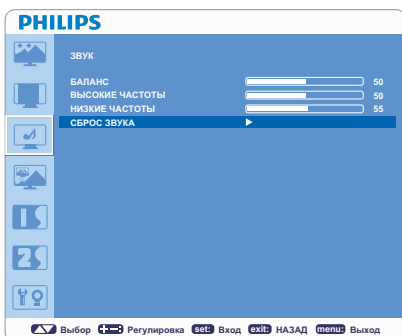 PHILIPS
ЗВУК
БАЛАНС 50
ВЫСОКИЕ ЧАСТОТЫ 50
НИЗКИЕ ЧАСТОТЫ 55
СБРОС ЗВУКА
Выбор Регулировка set: Вход exit: НАЗАД menu: Выход